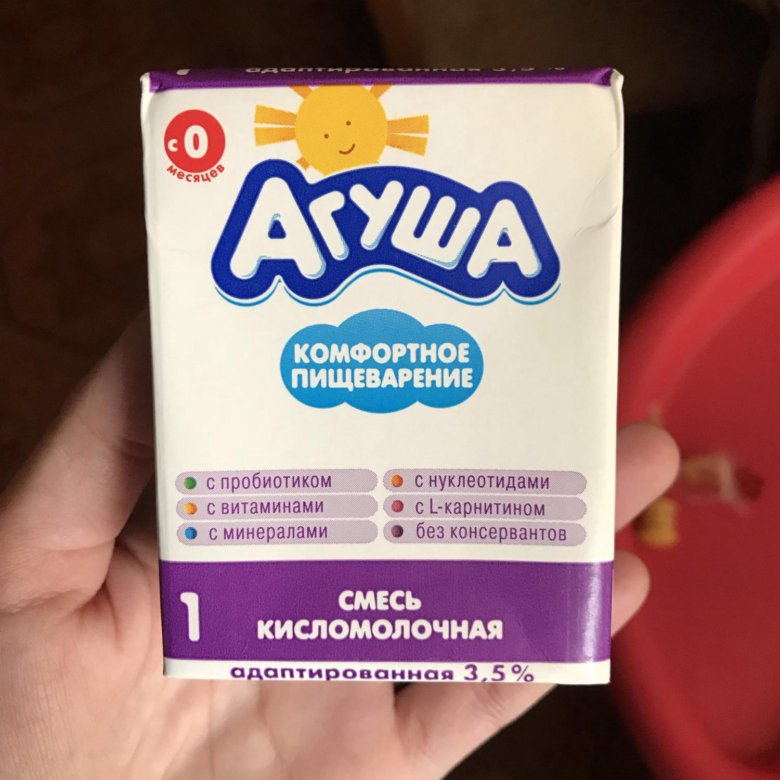 адаптированная 3,5%
с 0
месяцев
Агуша
КОМФОРТНОЕ
ПИЩЕВАРЕНИЕ
с пробиотиком
с нуклеотидами
с витаминами
с L-карнитином
с минералами
без консервантов
1
СМЕСЬ
КИСЛОМОЛОЧНАЯ
адаптированная 3,5%